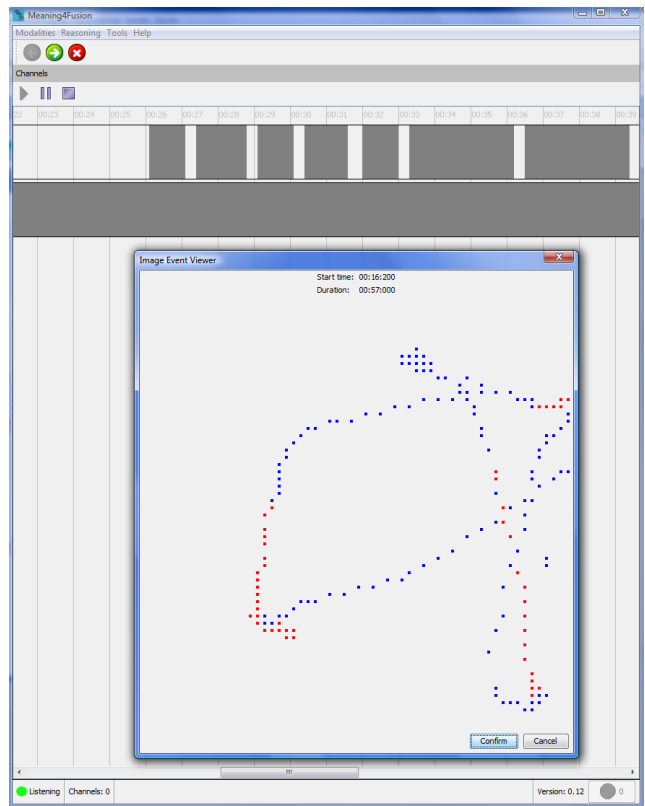 Meaning4Fusion
Modalities Reasoning Tools Help
Channels
22 00:23 00:24 00:25 00:26 00:27 00:28 00:29 00:30 00:31 00:32 00:33 00:34 00:35 00:36 00:37 00:38 00:39
Image Event Viewer
Start time: 00:16:200
Duration: 00:57:000
Confirm Cancel
Listening Channels: 0 Version: 0.12 0